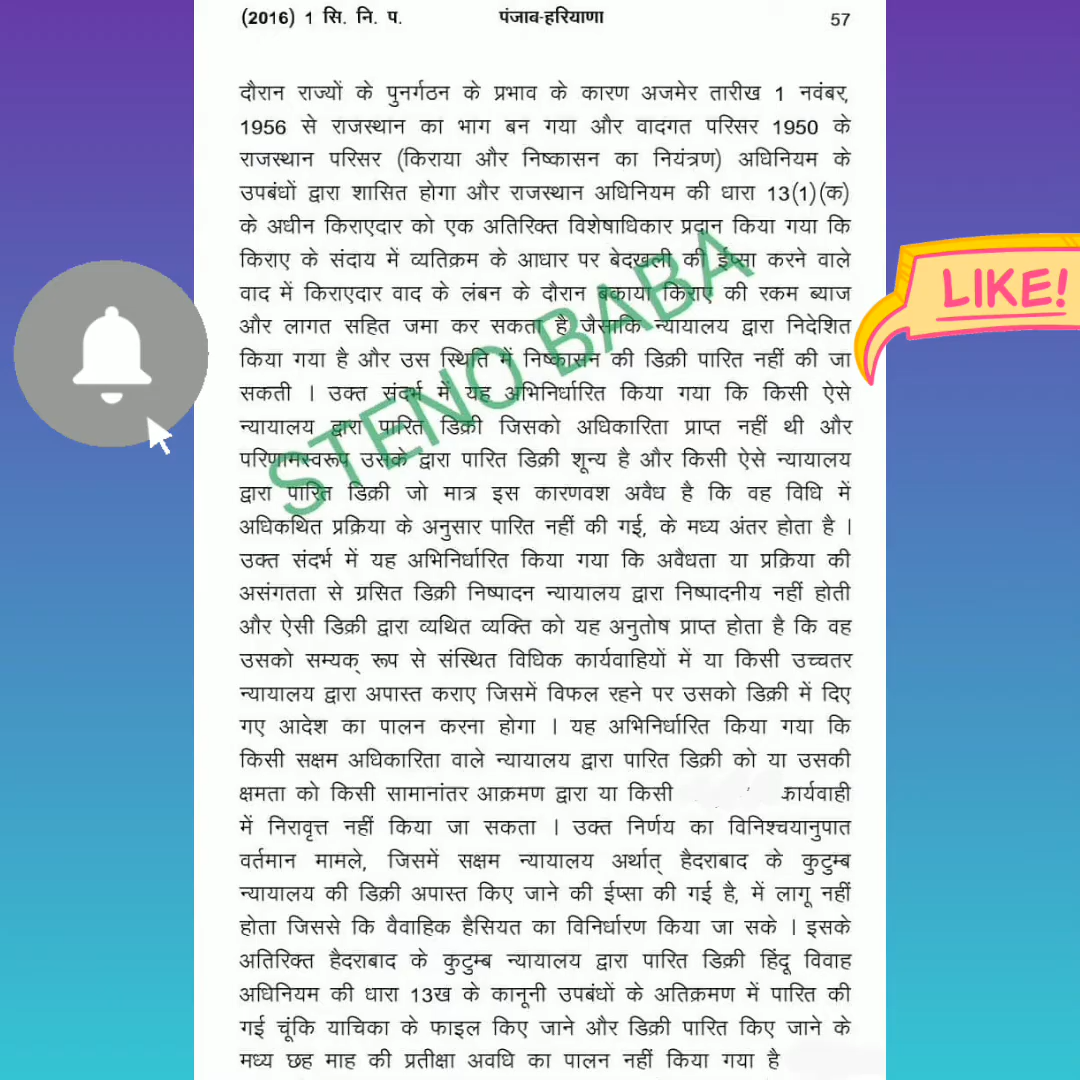 (2016) 1 सि. नि. प. पंजाब-हरियाणा 57
दौरान राज्यों के पुनर्गठन के प्रभाव के कारण अजमेर तारीख 1 नवंबर,
1956 से राजस्थान का भाग बन गया और वादगत परिसर 1950 के
राजस्थान परिसर (किराया और निष्कासन का नियंत्रण) अधिनियम के
उपबंधों द्वारा शासित होगा और राजस्थान अधिनियम की धारा 13(1)(क)
के अधीन किराएदार को एक अतिरिक्त विशेषाधिकार प्रदान किया गया कि
किराए के संदाय में व्यतिक्रम के आधार पर बेदखली की ईप्सा करने वाले
वाद में किराएदार वाद के लंबन के दौरान बकाया किराए की रकम ब्याज
और लागत सहित जमा कर सकता है जैसाकि न्यायालय द्वारा निदेशित
किया गया है और उस स्थिति में निष्कासन की डिक्री पारित नहीं की जा
सकती । उक्त संदर्भ में यह अभिनिर्धारित किया गया कि किसी ऐसे
न्यायालय द्वारा पारित डिक्री जिसको अधिकारिता प्राप्त नहीं थी और
परिणामस्वरूप उसके द्वारा पारित डिक्री शून्य है और किसी ऐसे न्यायालय
द्वारा पारित डिक्री जो मात्र इस कारणवश अवैध है कि वह विधि में
अधिकथित प्रक्रिया के अनुसार पारित नहीं की गई, के मध्य अंतर होता है ।
उक्त संदर्भ में यह अभिनिर्धारित किया गया कि अवैधता या प्रक्रिया की
असंगतता से ग्रसित डिक्री निष्पादन न्यायालय द्वारा निष्पादनीय नहीं होती
और ऐसी डिक्री द्वारा व्यथित व्यक्ति को यह अनुतोष प्राप्त होता है कि वह
उसको सम्यक् रूप से संस्थित विधिक कार्यवाहियों में या किसी उच्चतर
न्यायालय द्वारा अपास्त कराए जिसमें विफल रहने पर उसको डिक्री में दिए
गए आदेश का पालन करना होगा । यह अभिनिर्धारित किया गया कि
किसी सक्षम अधिकारिता वाले न्यायालय द्वारा पारित डिक्री को या उसकी
क्षमता को किसी सामानांतर आक्रमण द्वारा या किसी कार्यवाही
में निरावृत्त नहीं किया जा सकता । उक्त निर्णय का विनिश्चयानुपात
वर्तमान मामले, जिसमें सक्षम न्यायालय अर्थात् हैदराबाद के कुटुम्ब
न्यायालय की डिक्री अपास्त किए जाने की ईप्सा की गई है, में लागू नहीं
होता जिससे कि वैवाहिक हैसियत का विनिर्धारण किया जा सके । इसके
अतिरिक्त हैदराबाद के कुटुम्ब न्यायालय द्वारा पारित डिक्री हिंदू विवाह
अधिनियम की धारा 13ख के कानूनी उपबंधों के अतिक्रमण में पारित की
गई चूंकि याचिका के फाइल किए जाने और डिक्री पारित किए जाने के
मध्य छह माह की प्रतीक्षा अवधि का पालन नहीं किया गया है
STENO BABA
LIKE!